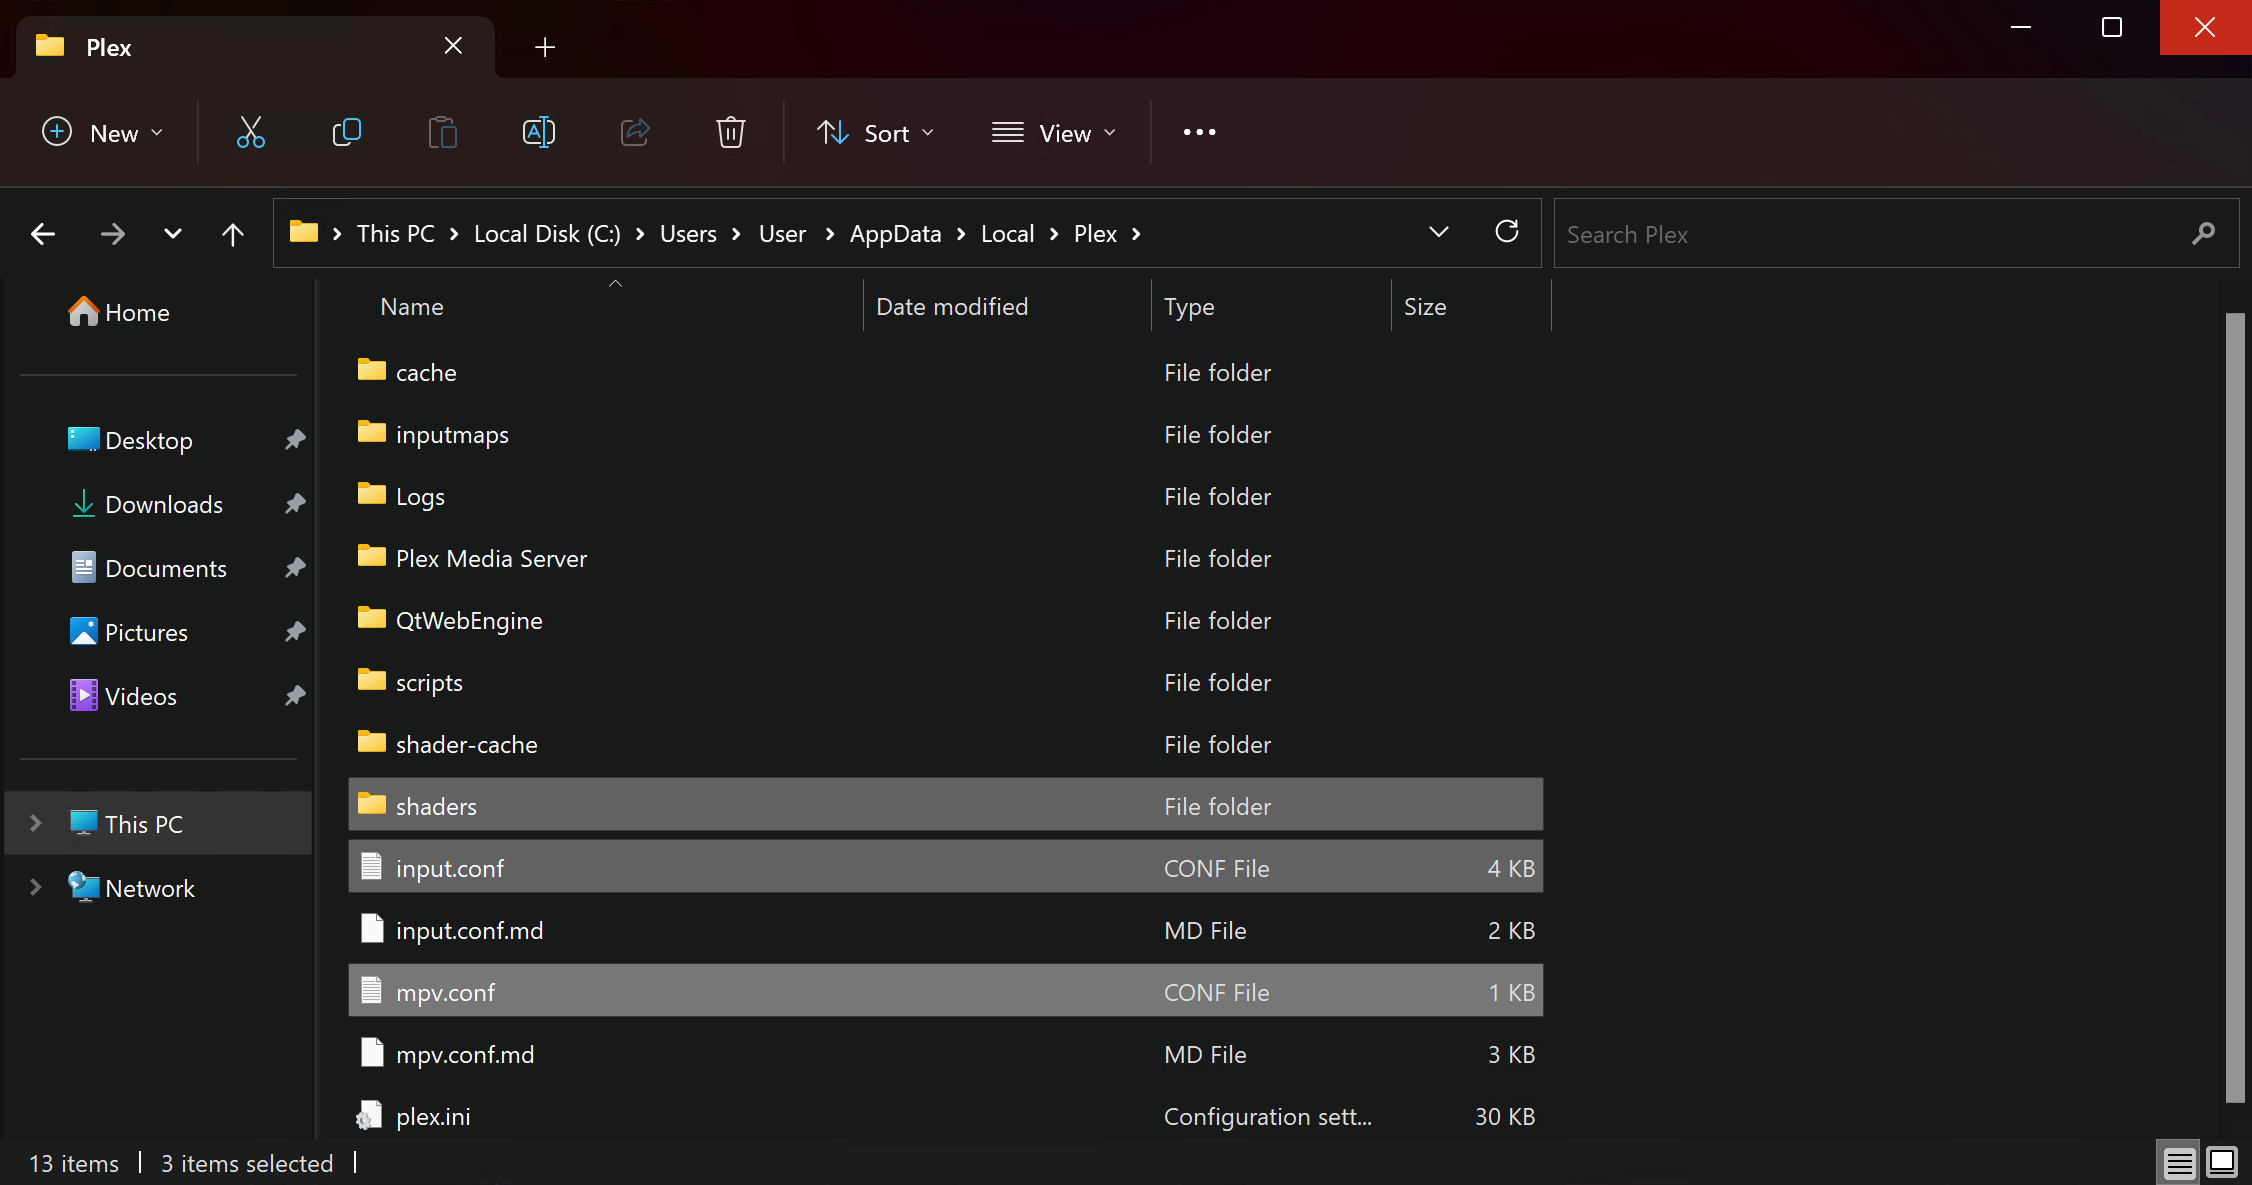 Plex
New
Sort
View
This PC
Local Disk (C:)
Users
User
AppData
Local
Plex
Search Plex
Home
Desktop
Downloads
Documents
Pictures
Videos
This PC
Network
Name Date modified Type Size
cache File folder
inputmaps File folder
Logs File folder
Plex Media Server File folder
QtWebEngine File folder
scripts File folder
shader-cache File folder
shaders File folder
input.conf CONF File 4 KB
input.conf.md MD File 2 KB
mpv.conf CONF File 1 KB
mpv.conf.md MD File 3 KB
plex.ini Configuration sett... 30 KB
13 items 3 items selected